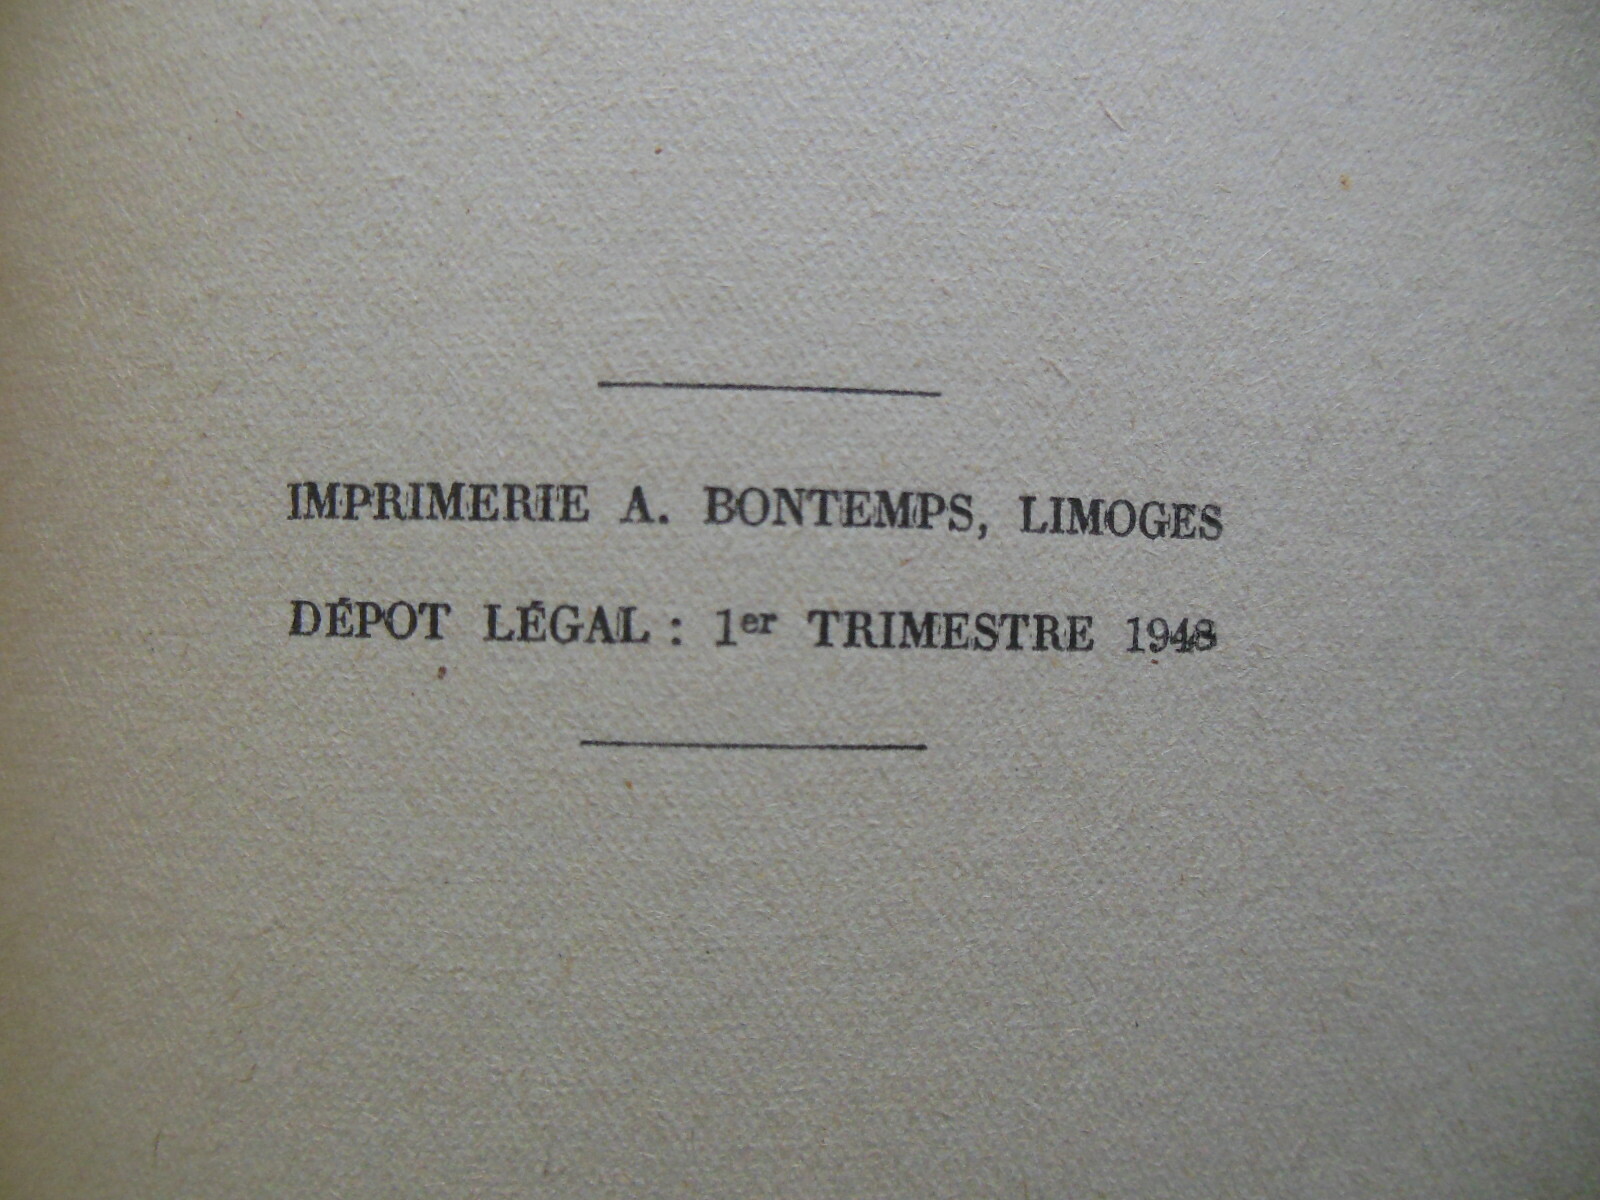 IMPRIMERIE A. BONTEMPS, LIMOGES
DÉPOT LÉGAL : 1er TRIMESTRE 1948